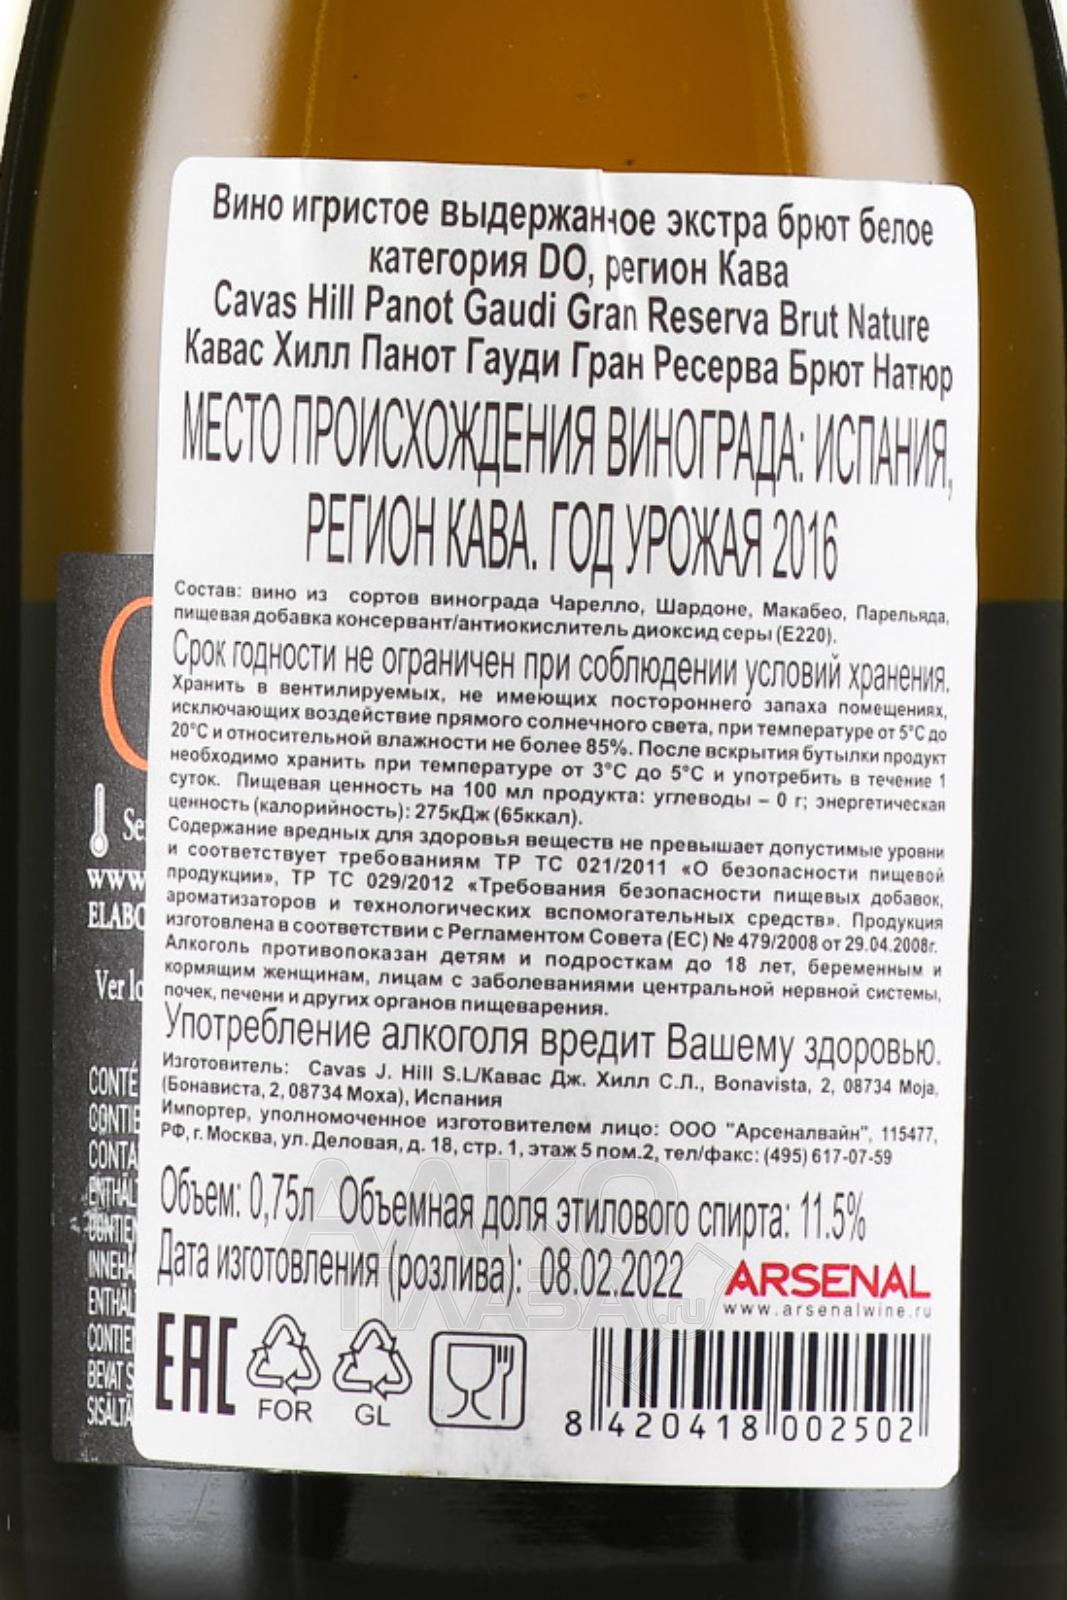 Вино игристое выдержанное экстра брют белое
категория DO, регион Кава
Cavas Hill Panot Gaudi Gran Reserva Brut Nature
Кавас Хилл Панот Гауди Гран Ресерва Брют Натюр
МЕСТО ПРОИСХОЖДЕНИЯ ВИНОГРАДА: ИСПАНИЯ,
РЕГИОН КАВА. ГОД УРОЖАЯ 2016
Состав: вино из сортов винограда Чарелло, Шардоне, Макабео, Парельяда,
пищевая добавка консервант/антиокислитель диоксид серы (Е220).
Срок годности не ограничен при соблюдении условий хранения.
Хранить в вентилируемых, не имеющих постороннего запаха помещениях,
исключающих воздействие прямого солнечного света, при температуре от 5°С до
20°С и относительной влажности не более 85%. После вскрытия бутылки продукт
необходимо хранить при температуре от 3°С до 5°С и употребить в течение 1
суток. Пищевая ценность на 100 мл продукта: углеводы – 0 г; энергетическая
ценность (калорийность): 275кДж (65ккал).
Содержание вредных для здоровья веществ не превышает допустимые уровни
и соответствует требованиям ТР ТС 021/2011 «О безопасности пищевой
продукции», ТР ТС 029/2012 «Требования безопасности пищевых добавок,
ароматизаторов и технологических вспомогательных средств». Продукция
изготовлена в соответствии с Регламентом Совета (ЕС) № 479/2008 от 29.04.2008г.
Алкоголь противопоказан детям и подросткам до 18 лет, беременным и
кормящим женщинам, лицам с заболеваниями центральной нервной системы,
почек, печени и других органов пищеварения.
Употребление алкоголя вредит Вашему здоровью.
Изготовитель: Cavas J. Hill S.L/Кавас Дж. Хилл С.Л., Bonavista, 2, 08734 Moja,
(Бонависта, 2, 08734 Моха), Испания
Импортер, уполномоченное изготовителем лицо: ООО "Арсеналвайн", 115477,
РФ, г. Москва, ул. Деловая, д. 18, стр. 1, этаж 5 пом.2, тел/факс: (495) 617-07-59
Объем: 0,75л Объемная доля этилового спирта: 11.5%
Дата изготовления (розлива): 08.02.2022
ARSENAL
www.arsenalwine.ru
EAC
FOR
GL
8 420418 002502
www
Ver
АЛКО
ПЛАЗА.ru